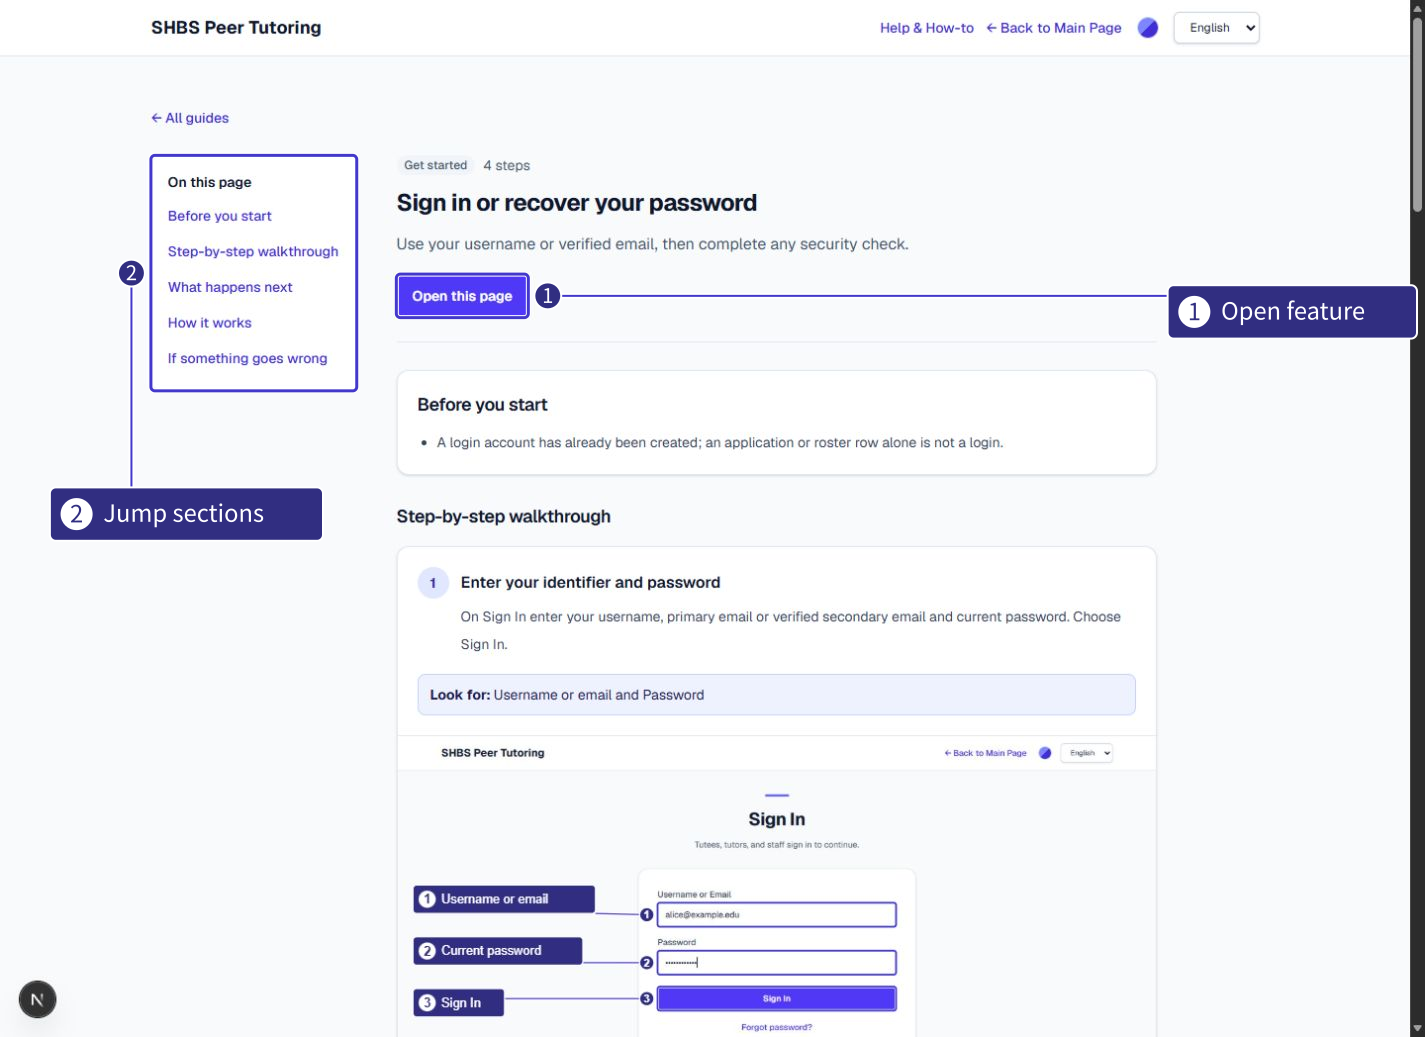 SHBS Peer Tutoring
Help & How-to
← Back to Main Page
English
← All guides
On this page
Before you start
Step-by-step walkthrough
What happens next
How it works
If something goes wrong
2
2 Jump sections
Get started
4 steps
Sign in or recover your password
Use your username or verified email, then complete any security check.
Open this page
1
1 Open feature
Before you start
• A login account has already been created; an application or roster row alone is not a login.
Step-by-step walkthrough
1 Enter your identifier and password
On Sign In enter your username, primary email or verified secondary email and current password. Choose
Sign In.
Look for: Username or email and Password
SHBS Peer Tutoring
← Back to Main Page
English
Sign In
Tutees, tutors, and staff sign in to continue.
1 Username or email
Username or Email
1
alice@example.edu
2 Current password
Password
2
3 Sign In
3
Sign In
Forgot password?
N